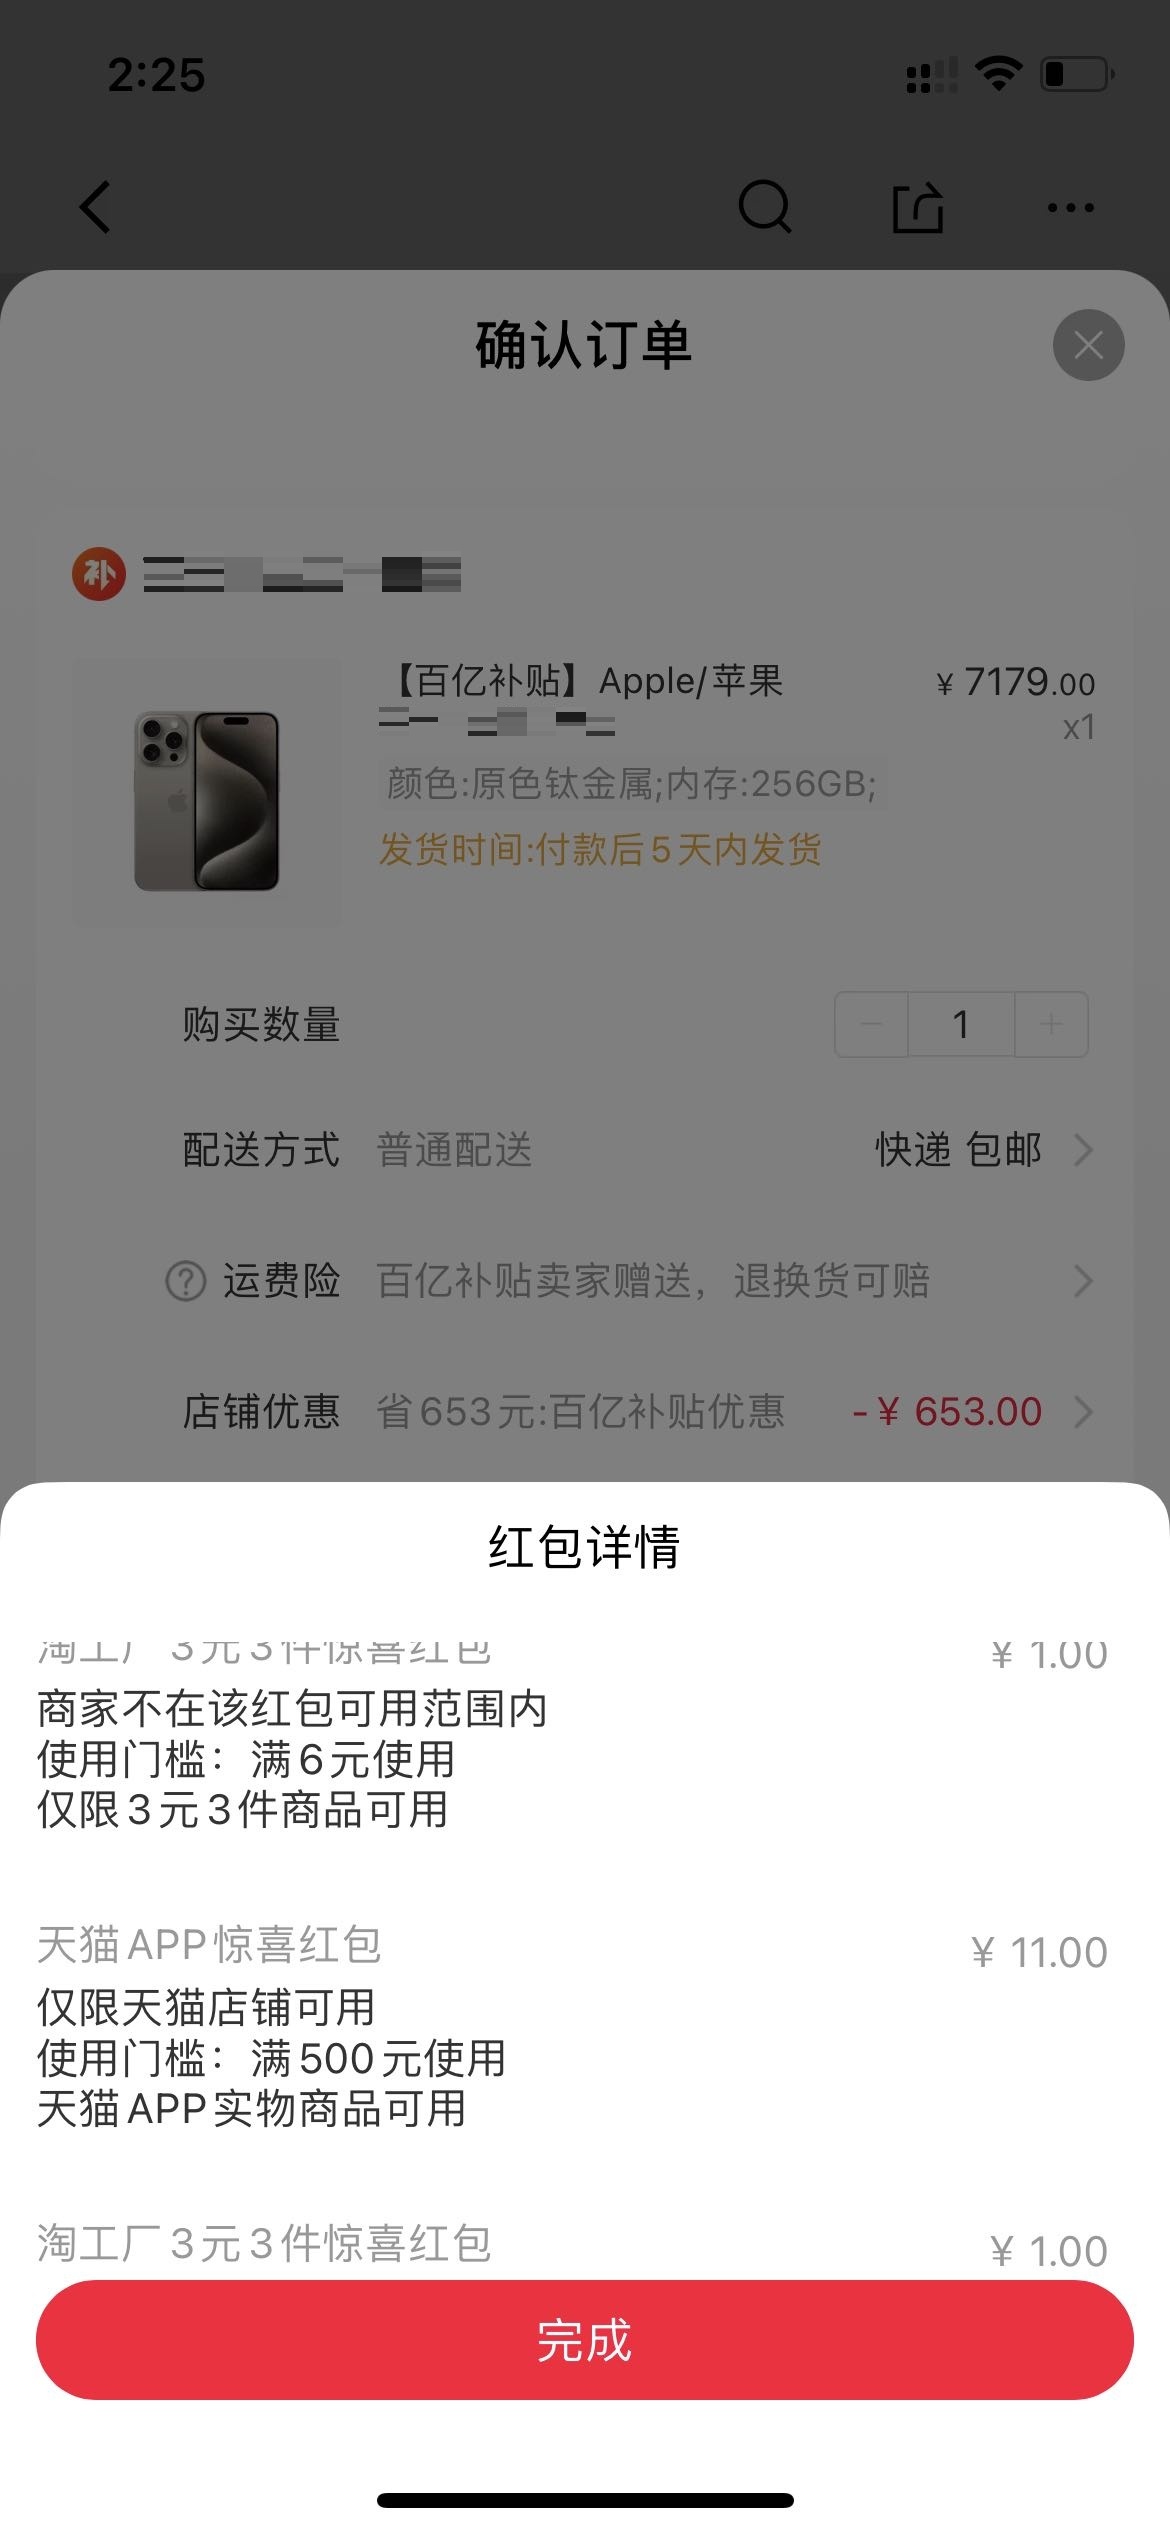 2:25
确认订单
补
【百亿补贴】Apple/苹果
¥ 7179.00
x1
颜色:原色钛金属;内存:256GB;
发货时间:付款后5天内发货
购买数量
1
配送方式 普通配送 快递 包邮
运费险 百亿补贴卖家赠送，退换货可赔
店铺优惠 省653元:百亿补贴优惠 -¥ 653.00
红包详情
淘工厂 3元3件惊喜红包 ¥ 1.00
商家不在该红包可用范围内
使用门槛：满6元使用
仅限3元3件商品可用
天猫APP惊喜红包 ¥ 11.00
仅限天猫店铺可用
使用门槛：满500元使用
天猫APP实物商品可用
淘工厂3元3件惊喜红包 ¥ 1.00
完成